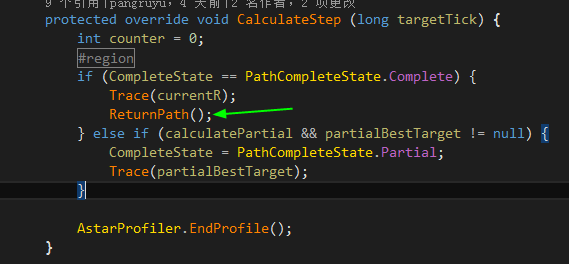 9 个引用|pangruyu，4 天前|2 名作者，2 项更改
protected override void CalculateStep (long targetTick) {
int counter = 0;
#region
if (CompleteState == PathCompleteState.Complete) {
Trace(currentR);
ReturnPath();
} else if (calculatePartial && partialBestTarget != null) {
CompleteState = PathCompleteState.Partial;
Trace(partialBestTarget);
}
AstarProfiler.EndProfile();
}